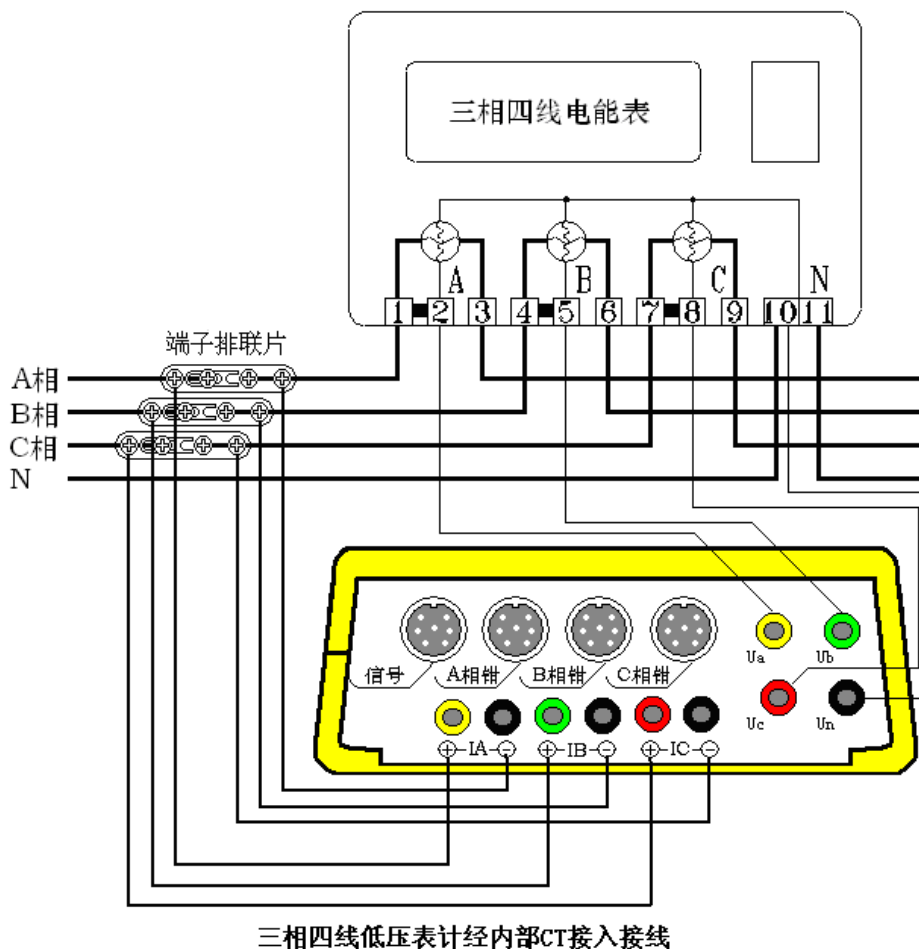 三相四线电能表
A B C N
1 2 3 4 5 6 7 8 9 10 11
端子排联片
A相
B相
C相
N
信号 A相钳 B相钳 C相钳
Ua Ub
Uc Un
+ IA - + IB - + IC -
三相四线低压表计经内部CT接入接线